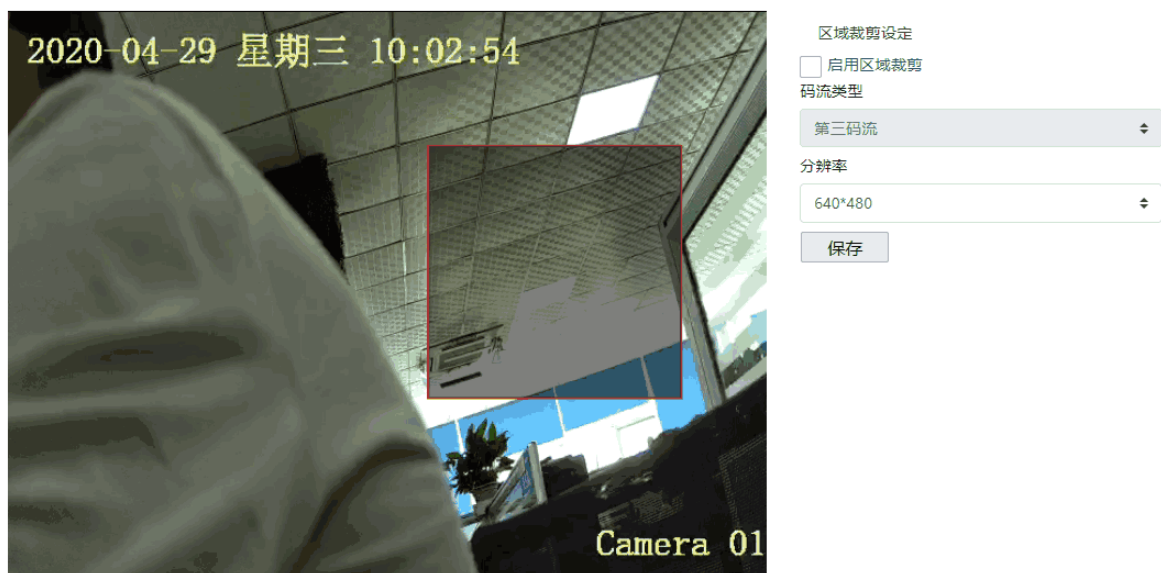 2020-04-29 星期三 10:02:54
Camera 01
区域裁剪设定
启用区域裁剪
码流类型
第三码流
分辨率
640*480
保存